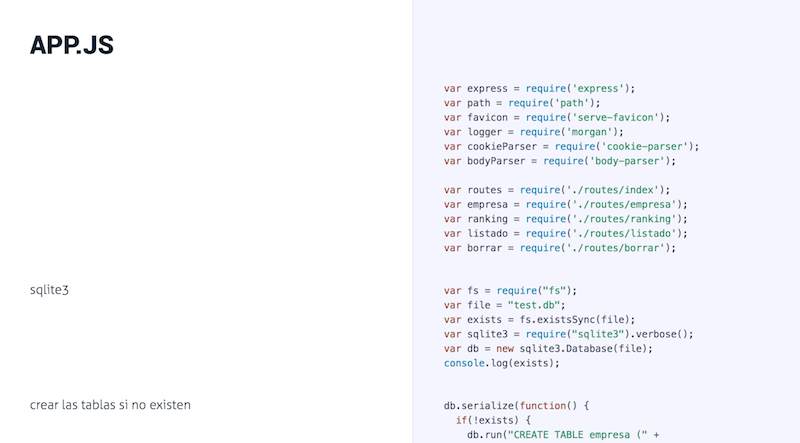 APP.JS
var express = require('express');
var path = require('path');
var favicon = require('serve-favicon');
var logger = require('morgan');
var cookieParser = require('cookie-parser');
var bodyParser = require('body-parser');
var routes = require('./routes/index');
var empresa = require('./routes/empresa');
var ranking = require('./routes/ranking');
var listado = require('./routes/listado');
var borrar = require('./routes/borrar');
sqlite3
var fs = require("fs");
var file = "test.db";
var exists = fs.existsSync(file);
var sqlite3 = require("sqlite3").verbose();
var db = new sqlite3.Database(file);
console.log(exists);
crear las tablas si no existen
db.serialize(function() {
if(!exists) {
db.run("CREATE TABLE empresa (" +